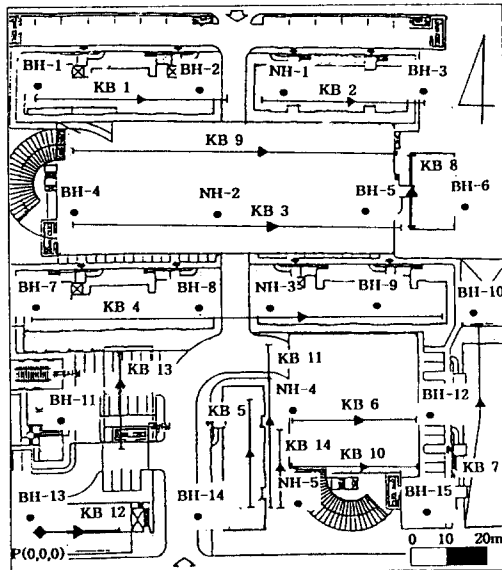 BH-1 BH-2 NH-1 BH-3
KB 1 KB 2
KB 9 KB 8
BH-4 NH-2 BH-5 BH-6
KB 3
BH-7 BH-8 NH-3 BH-9 BH-10
KB 4
KB 13 KB 11
BH-11 KB 5 NH-4 KB 6 BH-12
KB 14 KB 10 KB 7
BH-13 KB 12 BH-14 NH-5 BH-15
P(0,0,0) 0 10 20m